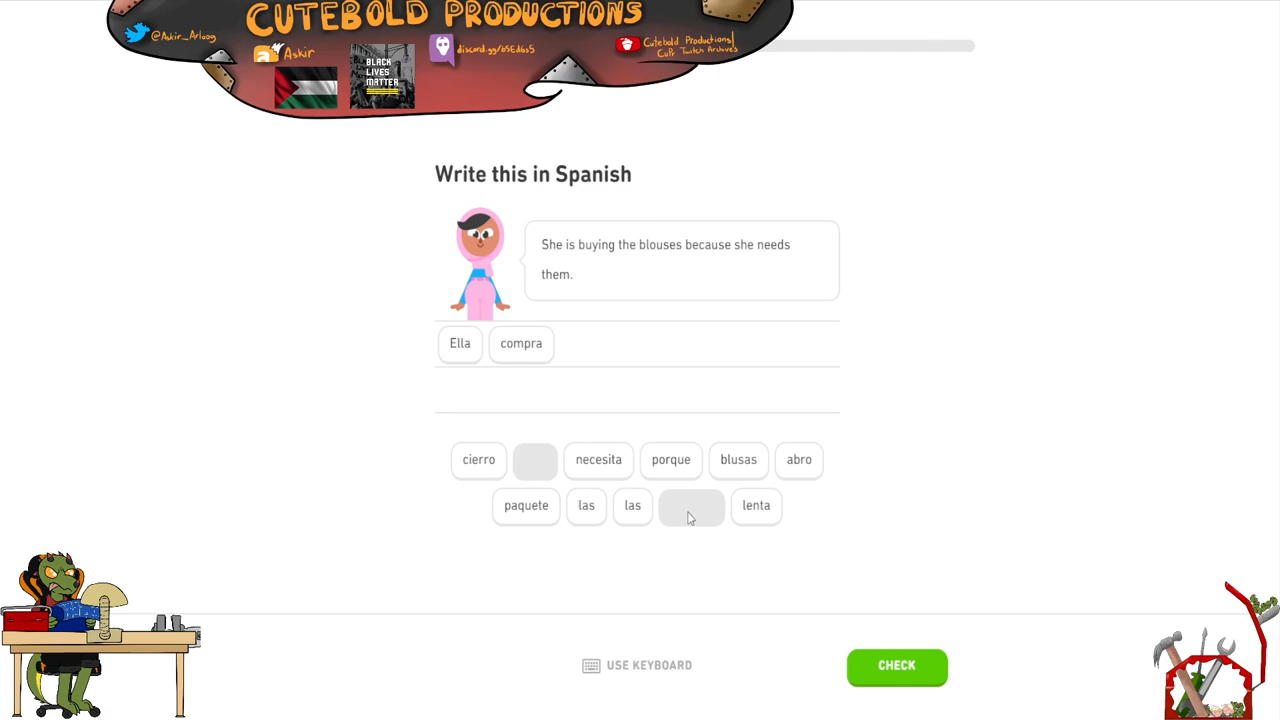 CUTEBOLD PRODUCTIONS
@Askir_Arloog
Askir
BLACK
LIVES
MATTER
discord.gg/b5Ed6s5
Cutebold Productions/
Cuff Twitch Archives
Write this in Spanish
She is buying the blouses because she needs
them.
Ella compra
cierro necesita porque blusas abro
paquete las las lenta
USE KEYBOARD
CHECK